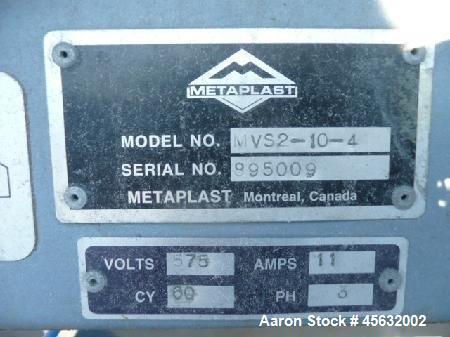 METAPLAST
MODEL NO. MVS2-10-4
SERIAL NO. 995009
METAPLAST Montreal, Canada
VOLTS 575 AMPS 11
CY 60 PH 3
Aaron Stock # 45632002